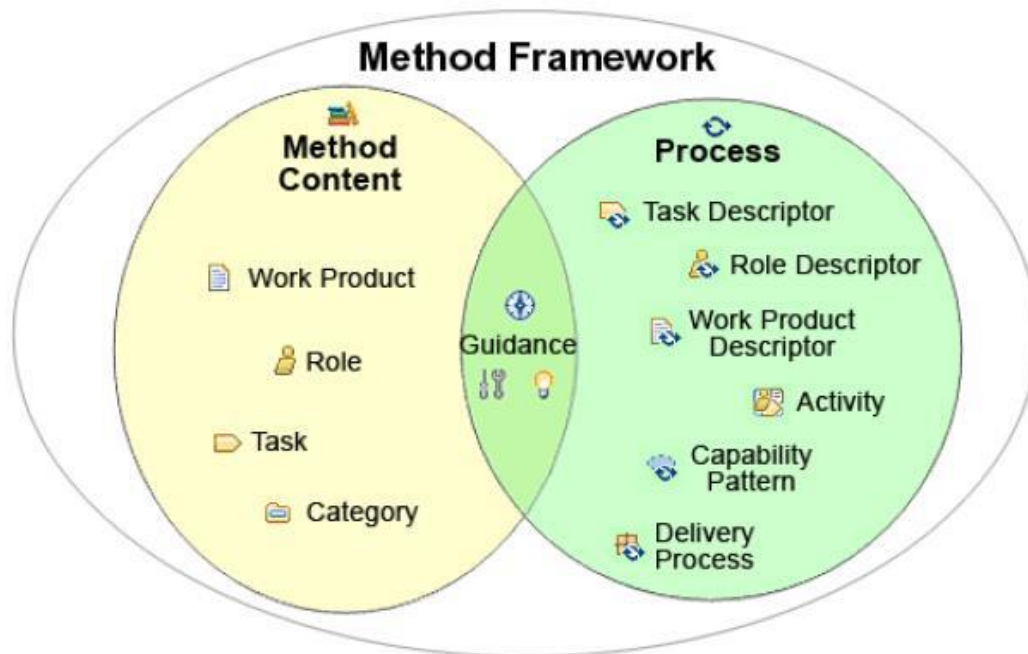 Method Framework
Method
Content
Work Product
Role
Task
Category
Guidance
Process
Task Descriptor
Role Descriptor
Work Product
Descriptor
Activity
Capability
Pattern
Delivery
Process